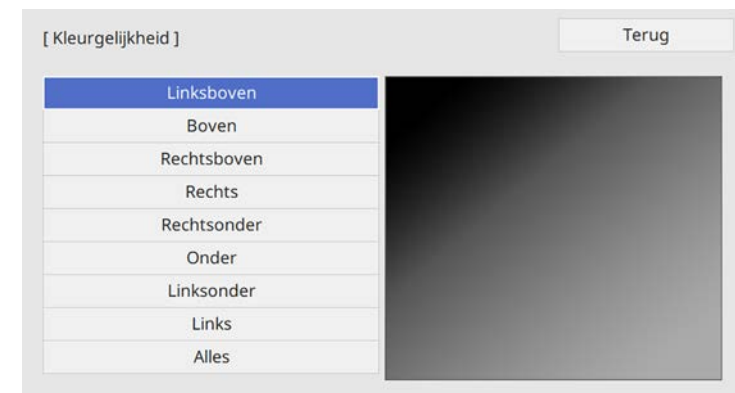 [ Kleurgelijkheid ]
Terug
Linksboven
Boven
Rechtsboven
Rechts
Rechtsonder
Onder
Linksonder
Links
Alles